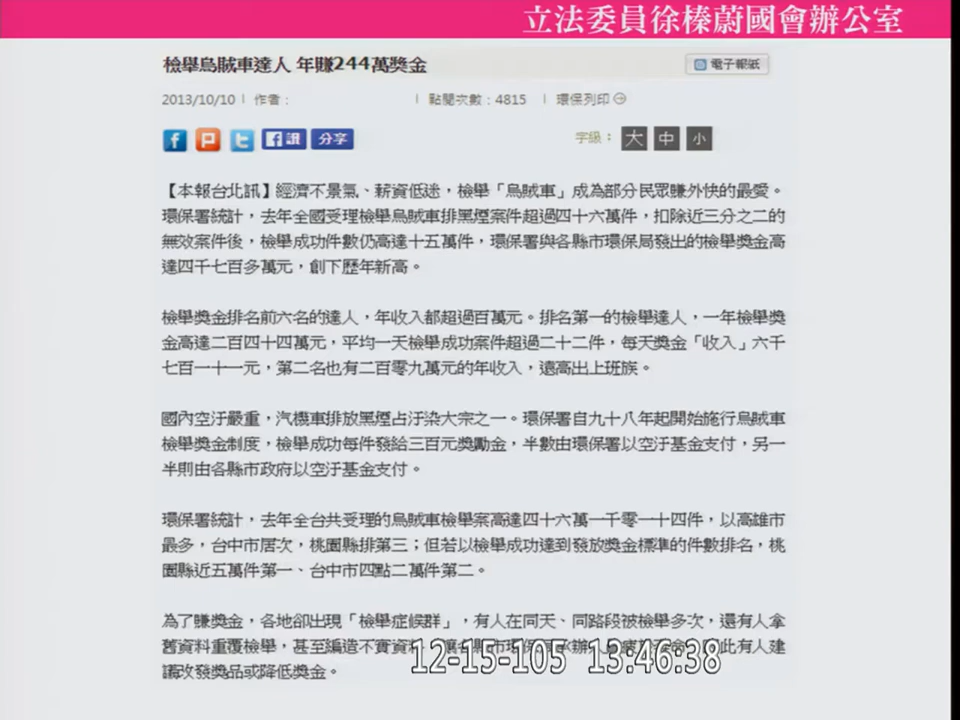 立法委員徐榛蔚國會辦公室
檢舉烏賊車達人 年賺244萬獎金
電子報紙
2013/10/10 | 作者： | 點閱次數：4815 | 環保列印
字級： 大 中 小
f P t f 讚 分享
【本報台北訊】經濟不景氣、薪資低迷，檢舉「烏賊車」成為部分民眾賺外快的最愛。
環保署統計，去年全國受理檢舉烏賊車排黑煙案件超過四十六萬件，扣除近三分之二的
無效案件後，檢舉成功件數仍高達十五萬件，環保署與各縣市環保局發出的檢舉獎金高
達四千七百多萬元，創下歷年新高。
檢舉獎金排名前六名的達人，年收入都超過百萬元。排名第一的檢舉達人，一年檢舉獎
金高達二百四十四萬元，平均一天檢舉成功案件超過二十二件，每天獎金「收入」六千
七百一十一元，第二名也有二百零九萬元的年收入，遠高出上班族。
國內空汙嚴重，汽機車排放黑煙占汙染大宗之一。環保署自九十八年起開始施行烏賊車
檢舉獎金制度，檢舉成功每件發給三百元獎勵金，半數由環保署以空汙基金支付，另一
半則由各縣市政府以空汙基金支付。
環保署統計，去年全台共受理的烏賊車檢舉案高達四十六萬一千零一十四件，以高雄市
最多，台中市居次，桃園縣排第三；但若以檢舉成功達到發放獎金標準的件數排名，桃
園縣近五萬件第一、台中市四點二萬件第二。
為了賺獎金，各地卻出現「檢舉症候群」，有人在同天、同路段被檢舉多次，還有人拿
舊資料重覆檢舉，甚至編造不實資 此有人建
議改發獎品或降低獎金。
12-15-105 13:46:38